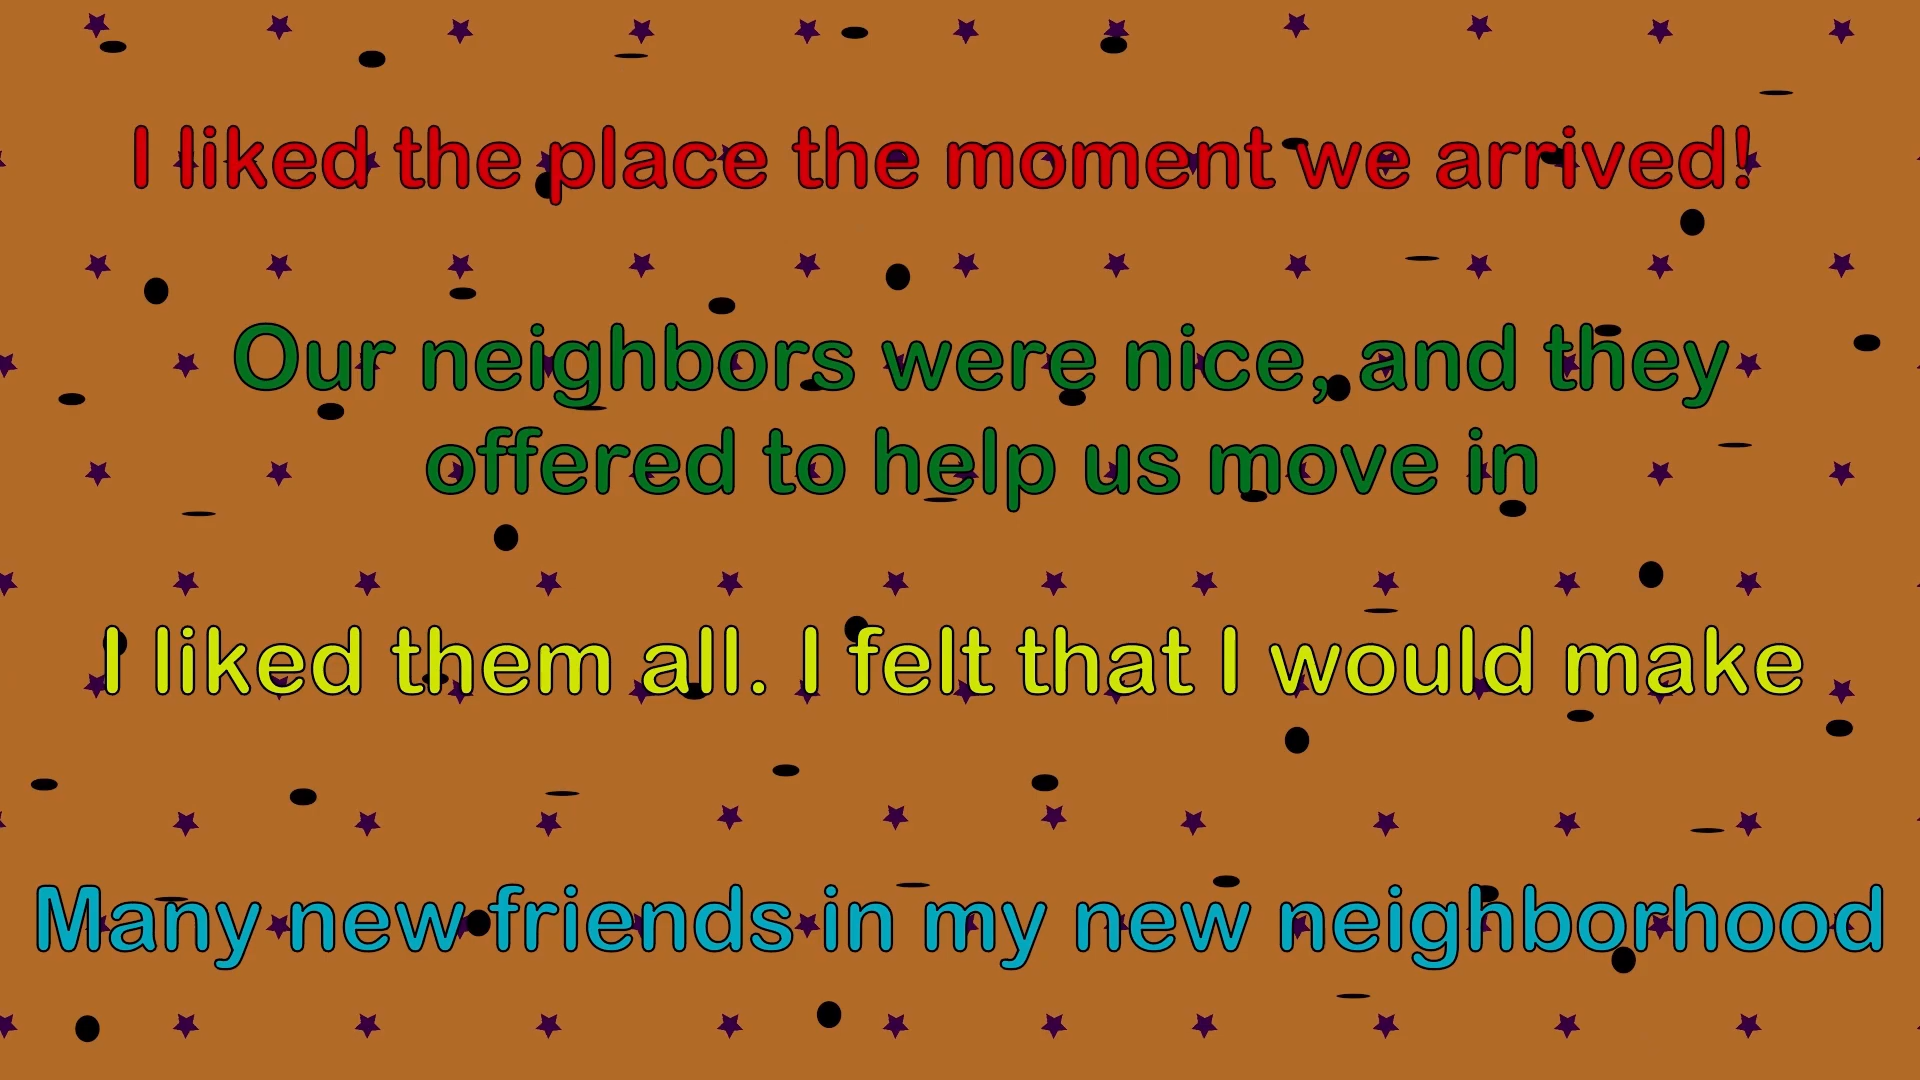 I liked the place the moment we arrived!
Our neighbors were nice, and they
offered to help us move in
I liked them all. I felt that I would make
Many new friends in my new neighborhood